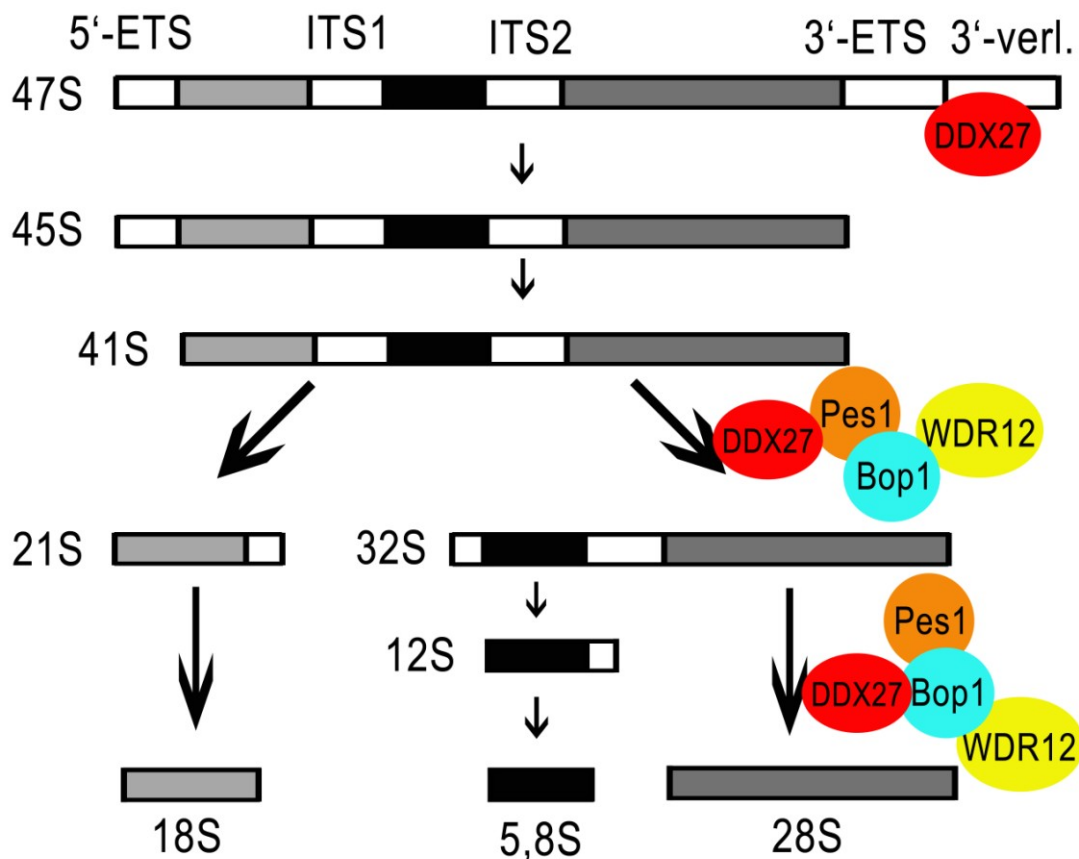 5‘-ETS ITS1 ITS2 3‘-ETS 3‘-verl.
47S
DDX27
45S
41S
Pes1
DDX27 WDR12
Bop1
21S 32S
Pes1
12S
DDX27 Bop1
WDR12
18S 5,8S 28S